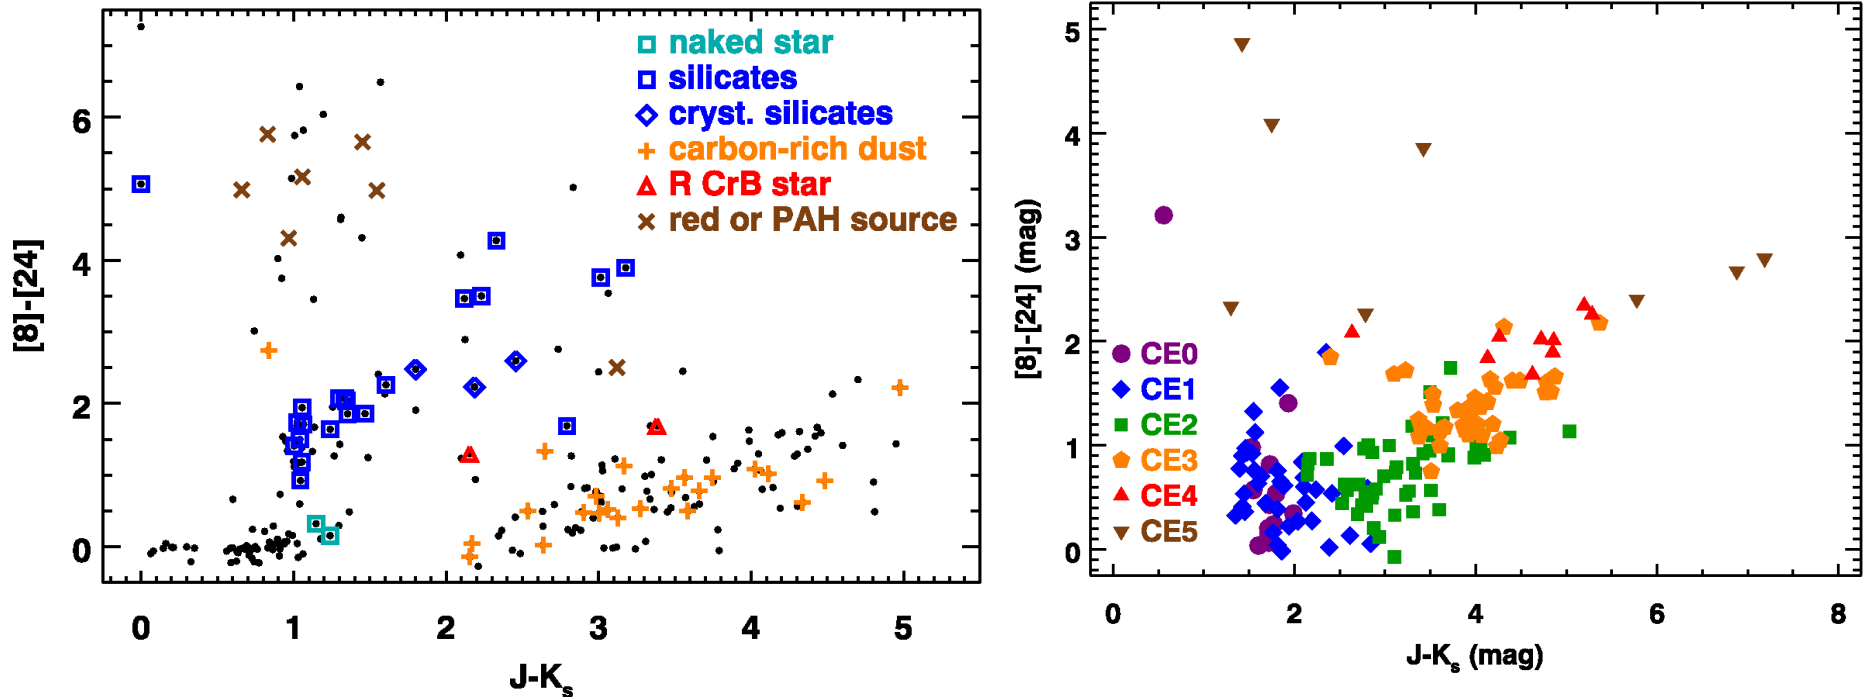 naked star
silicates
cryst. silicates
carbon-rich dust
R CrB star
red or PAH source
[8]-[24]
6
4
2
0
0 1 2 3 4 5
J-Ks
[8]-[24] (mag)
5
4
3
2
1
0
CE0
CE1
CE2
CE3
CE4
CE5
0 2 4 6 8
J-Ks (mag)